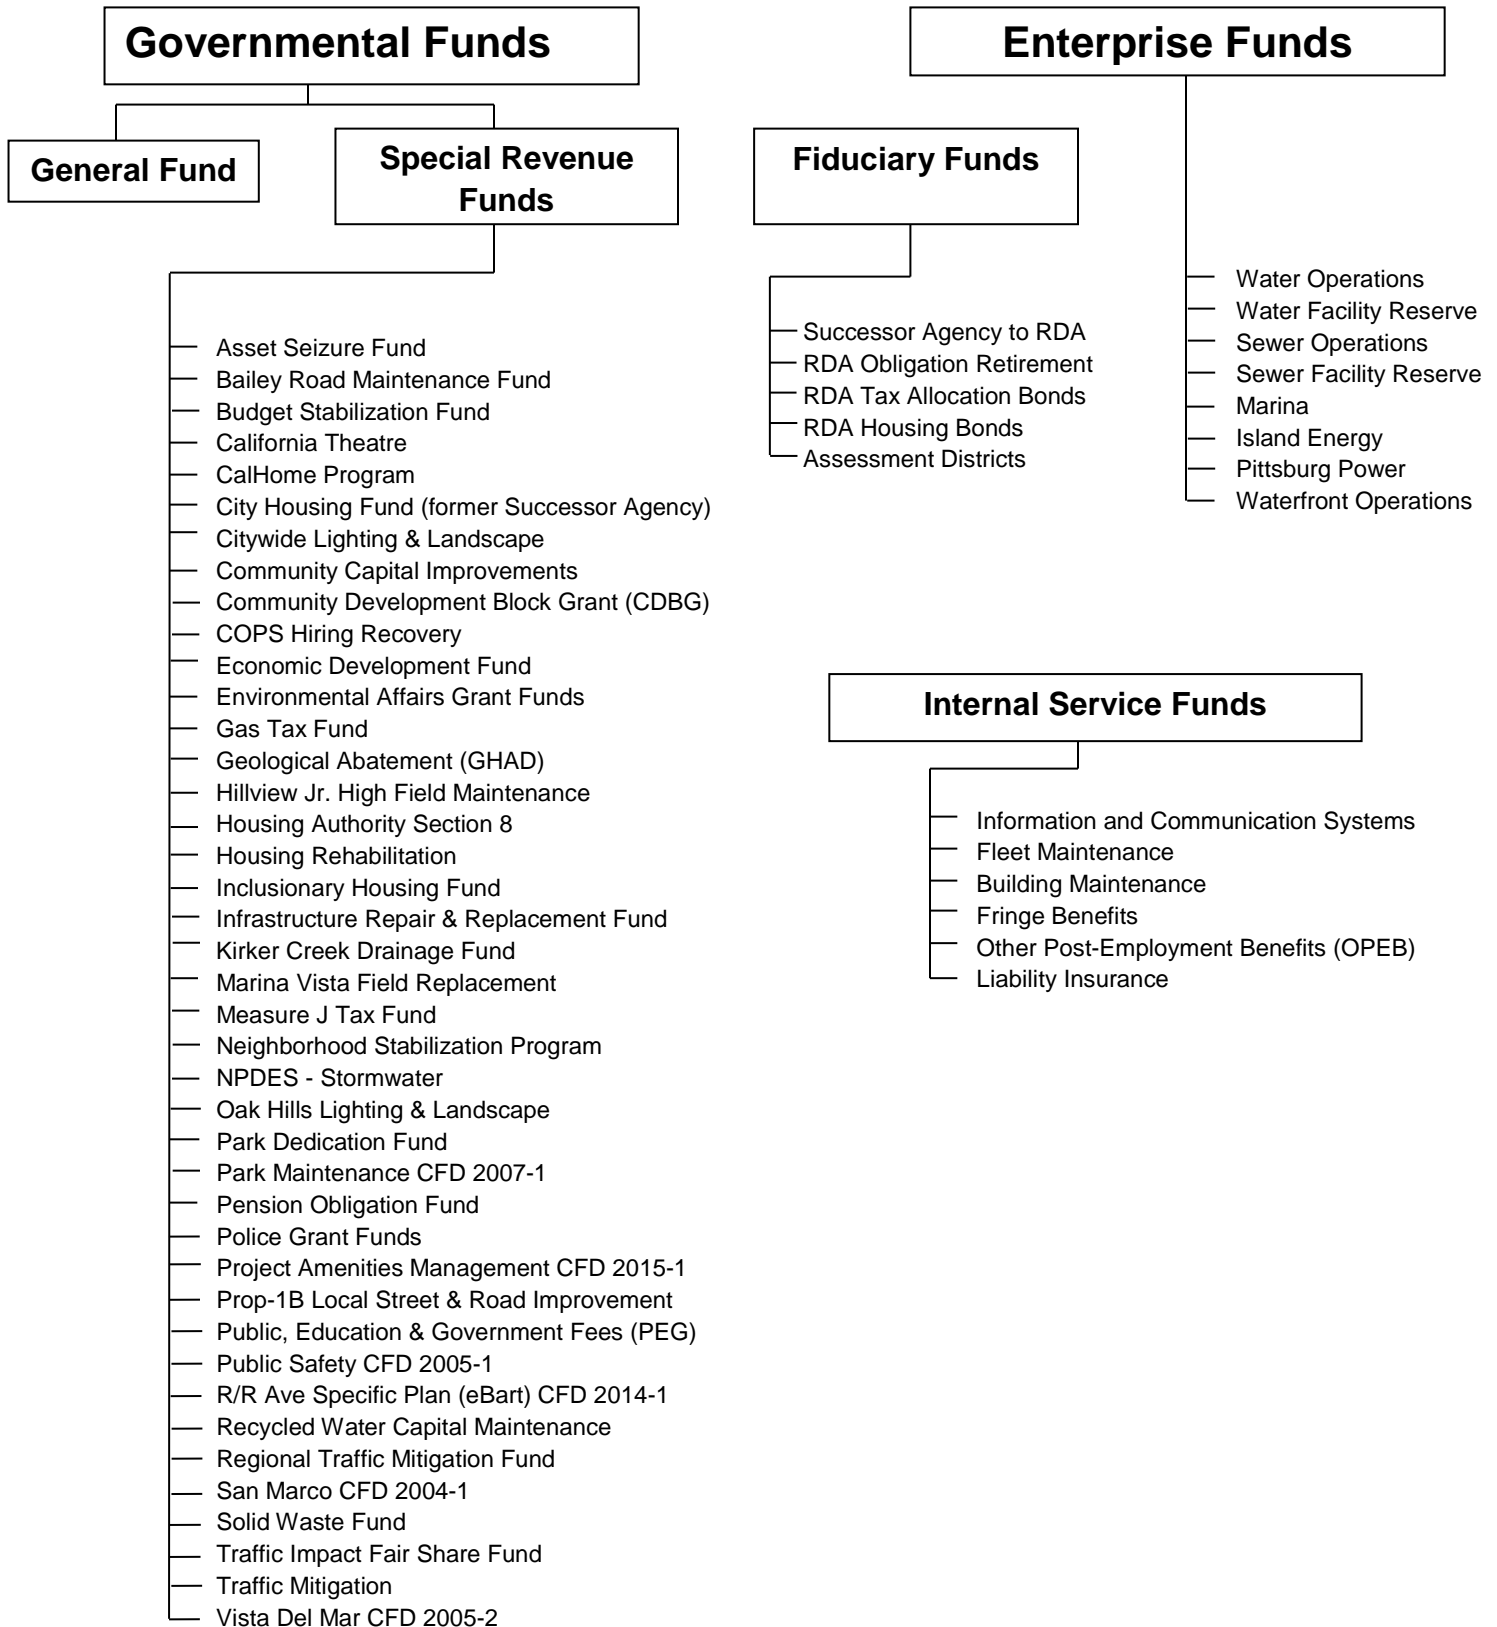 Governmental Funds
General Fund
Special Revenue
Funds
Asset Seizure Fund
Bailey Road Maintenance Fund
Budget Stabilization Fund
California Theatre
CalHome Program
City Housing Fund (former Successor Agency)
Citywide Lighting & Landscape
Community Capital Improvements
Community Development Block Grant (CDBG)
COPS Hiring Recovery
Economic Development Fund
Environmental Affairs Grant Funds
Gas Tax Fund
Geological Abatement (GHAD)
Hillview Jr. High Field Maintenance
Housing Authority Section 8
Housing Rehabilitation
Inclusionary Housing Fund
Infrastructure Repair & Replacement Fund
Kirker Creek Drainage Fund
Marina Vista Field Replacement
Measure J Tax Fund
Neighborhood Stabilization Program
NPDES - Stormwater
Oak Hills Lighting & Landscape
Park Dedication Fund
Park Maintenance CFD 2007-1
Pension Obligation Fund
Police Grant Funds
Project Amenities Management CFD 2015-1
Prop-1B Local Street & Road Improvement
Public, Education & Government Fees (PEG)
Public Safety CFD 2005-1
R/R Ave Specific Plan (eBart) CFD 2014-1
Recycled Water Capital Maintenance
Regional Traffic Mitigation Fund
San Marco CFD 2004-1
Solid Waste Fund
Traffic Impact Fair Share Fund
Traffic Mitigation
Vista Del Mar CFD 2005-2
Fiduciary Funds
Successor Agency to RDA
RDA Obligation Retirement
RDA Tax Allocation Bonds
RDA Housing Bonds
Assessment Districts
Enterprise Funds
Water Operations
Water Facility Reserve
Sewer Operations
Sewer Facility Reserve
Marina
Island Energy
Pittsburg Power
Waterfront Operations
Internal Service Funds
Information and Communication Systems
Fleet Maintenance
Building Maintenance
Fringe Benefits
Other Post-Employment Benefits (OPEB)
Liability Insurance